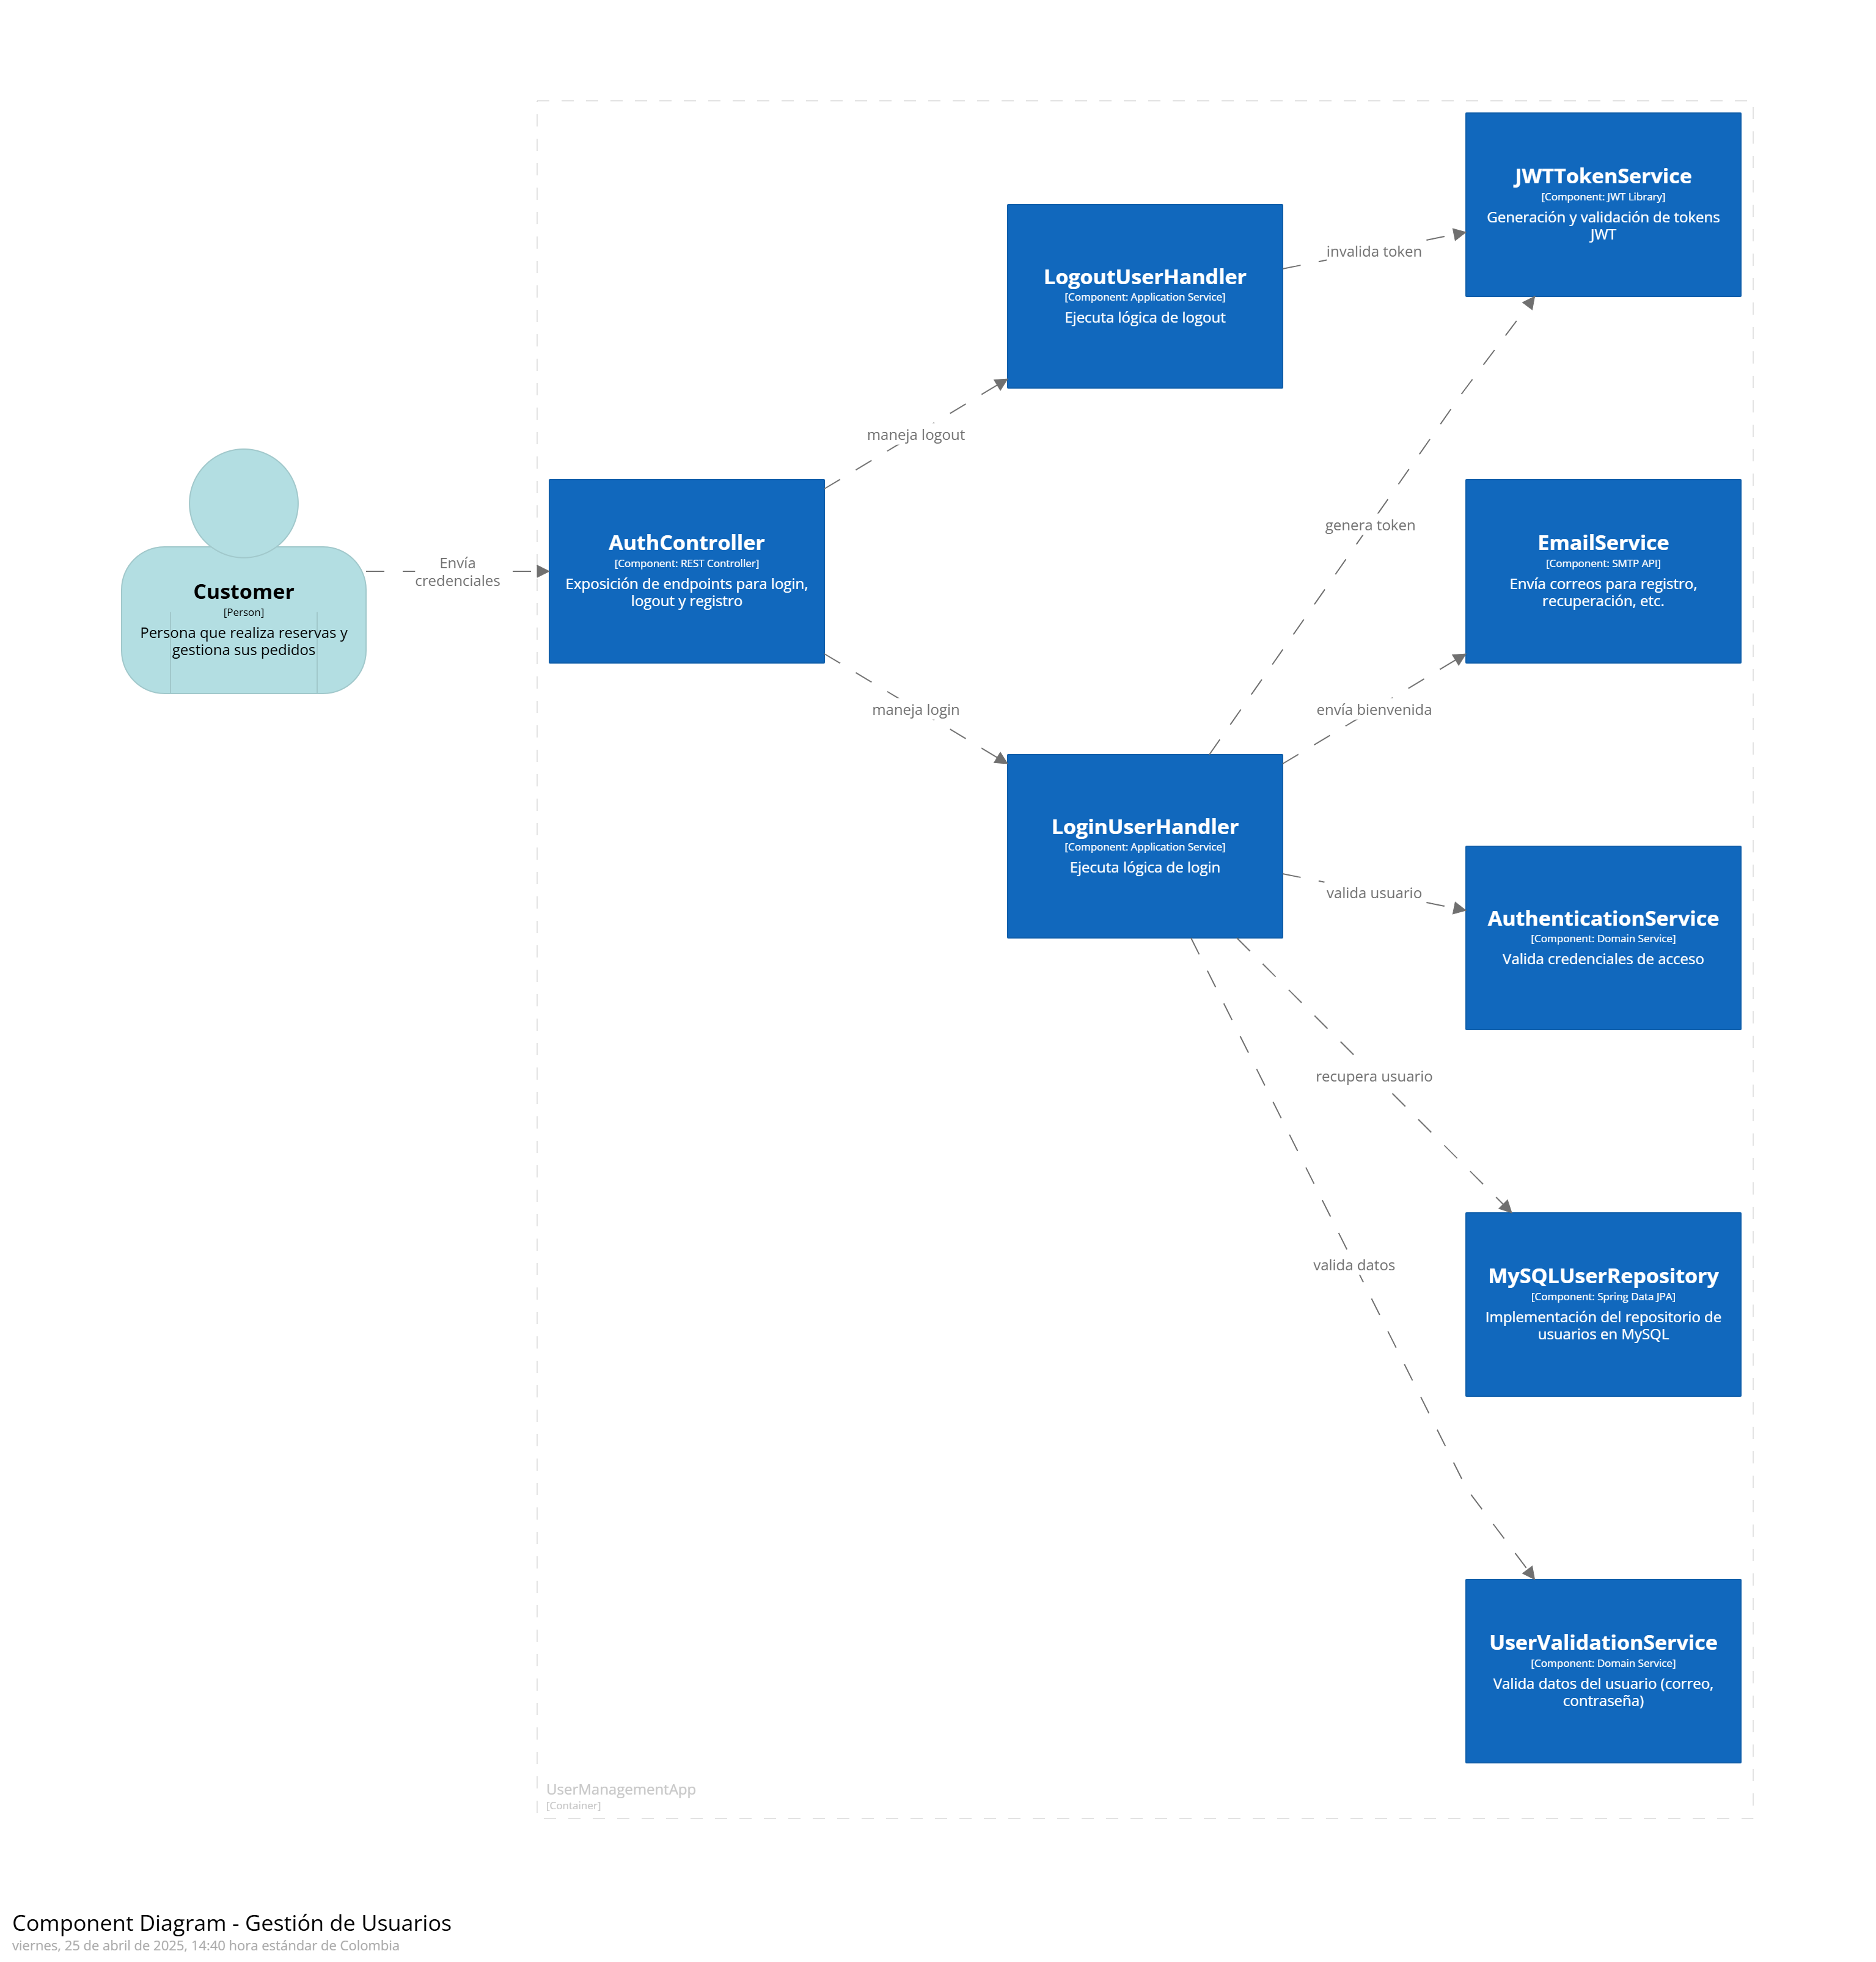 JWTTokenService
[Component: JWT Library]
Generación y validación de tokens
JWT
LogoutUserHandler
[Component: Application Service]
Ejecuta lógica de logout
invalida token
maneja logout
Customer
[Person]
Persona que realiza reservas y
gestiona sus pedidos
Envía
credenciales
AuthController
[Component: REST Controller]
Exposición de endpoints para login,
logout y registro
genera token
EmailService
[Component: SMTP API]
Envía correos para registro,
recuperación, etc.
maneja login
envía bienvenida
LoginUserHandler
[Component: Application Service]
Ejecuta lógica de login
valida usuario
AuthenticationService
[Component: Domain Service]
Valida credenciales de acceso
recupera usuario
valida datos
MySQLUserRepository
[Component: Spring Data JPA]
Implementación del repositorio de
usuarios en MySQL
UserValidationService
[Component: Domain Service]
Valida datos del usuario (correo,
contraseña)
UserManagementApp
[Container]
Component Diagram - Gestión de Usuarios
viernes, 25 de abril de 2025, 14:40 hora estándar de Colombia